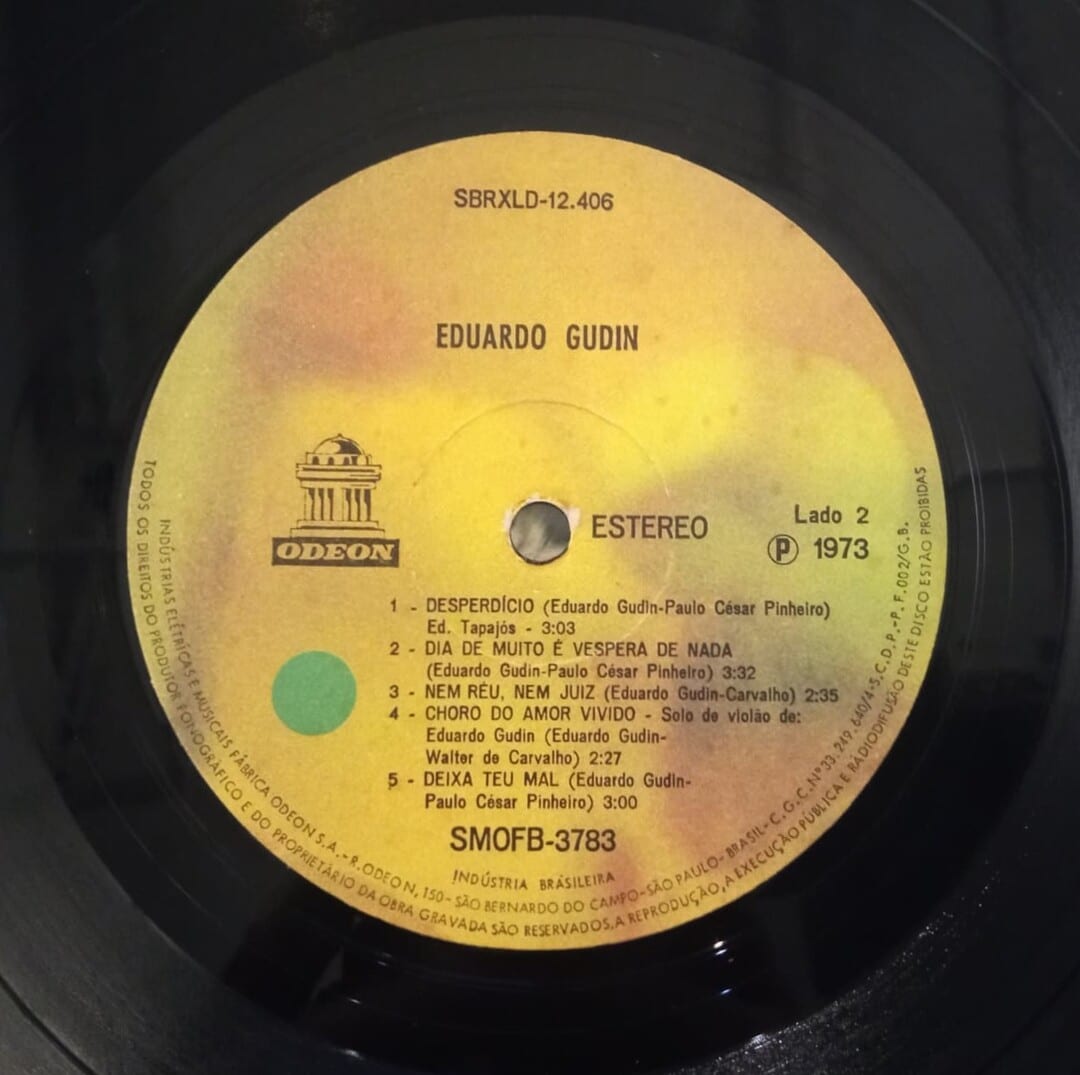 SBRXLD-12.406
EDUARDO GUDIN
ODEON
ESTEREO
Lado 2
Ⓟ 1973
1 - DESPERDÍCIO (Eduardo Gudin-Paulo César Pinheiro)
Ed. Tapajós - 3:03
2 - DIA DE MUITO É VESPERA DE NADA
(Eduardo Gudin-Paulo César Pinheiro) 3:32
3 - NEM RÉU, NEM JUIZ (Eduardo Gudin-Carvalho) 2:35
4 - CHORO DO AMOR VIVIDO - Solo de violão de:
Eduardo Gudin (Eduardo Gudin-
Walter de Carvalho) 2:27
5 - DEIXA TEU MAL (Eduardo Gudin-
Paulo César Pinheiro) 3:00
SMOFB-3783
INDÚSTRIA BRASILEIRA
INDÚSTRIAS ELÉTRICAS E MUSICAIS FÁBRICA ODEON S.A.-R.ODEON, 150-SÃO BERNARDO DO CAMPO-SÃO PAULO-BRASIL-C.G.C.Nº33.249.640/4-S.C.D.P.-P.F.002/G.B.
TODOS OS DIREITOS DO PRODUTOR FONOGRÁFICO E DO PROPRIETÁRIO DA OBRA GRAVADA SÃO RESERVADOS, A REPRODUÇÃO, A EXECUÇÃO PÚBLICA E RÁDIODIFUSÃO DESTE DISCO ESTÃO PROIBIDAS